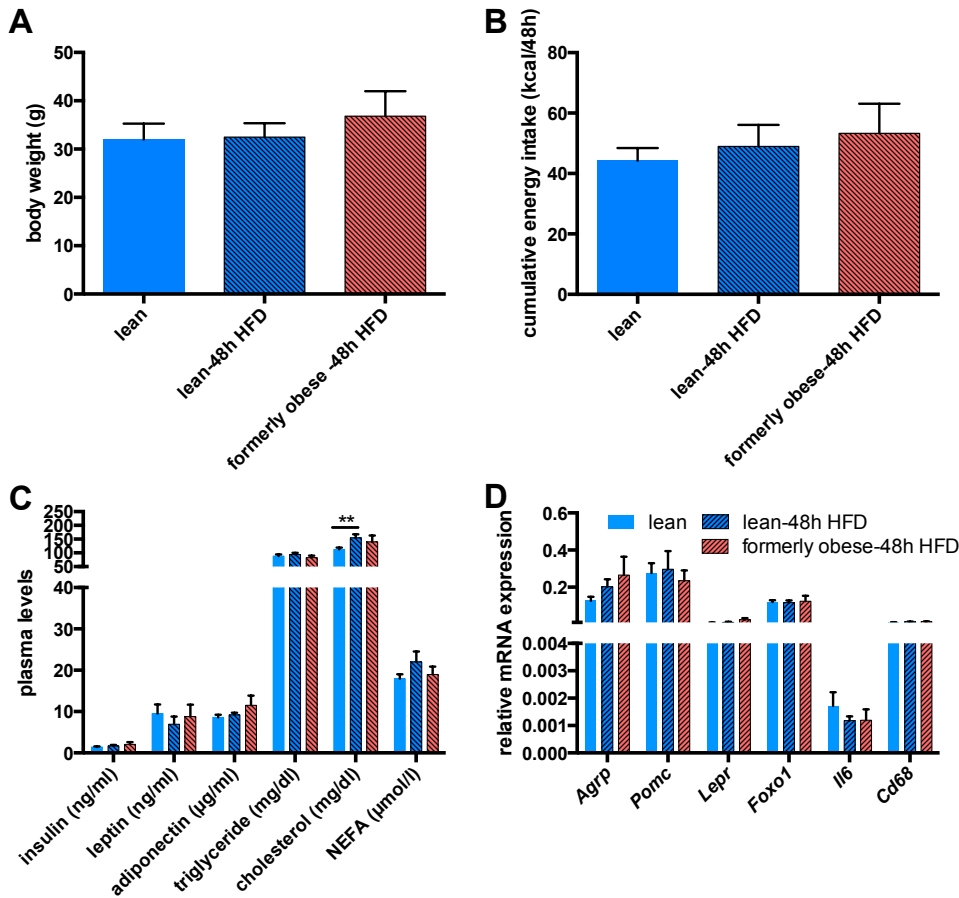 A
body weight (g)
50
40
30
20
10
0
lean
lean-48h HFD
formerly obese -48h HFD
B
cumulative energy intake (kcal/48h)
80
60
40
20
0
lean
lean-48h HFD
formerly obese-48h HFD
C
plasma levels
250
200
150
100
50
40
30
20
10
0
**
insulin (ng/ml)
leptin (ng/ml)
adiponectin (µg/ml)
triglyceride (mg/dl)
cholesterol (mg/dl)
NEFA (µmol/l)
D
relative mRNA expression
0.6
0.4
0.2
0.004
0.003
0.002
0.001
0.000
lean
lean-48h HFD
formerly obese-48h HFD
Agrp
Pomc
Lepr
Foxo1
Il6
Cd68